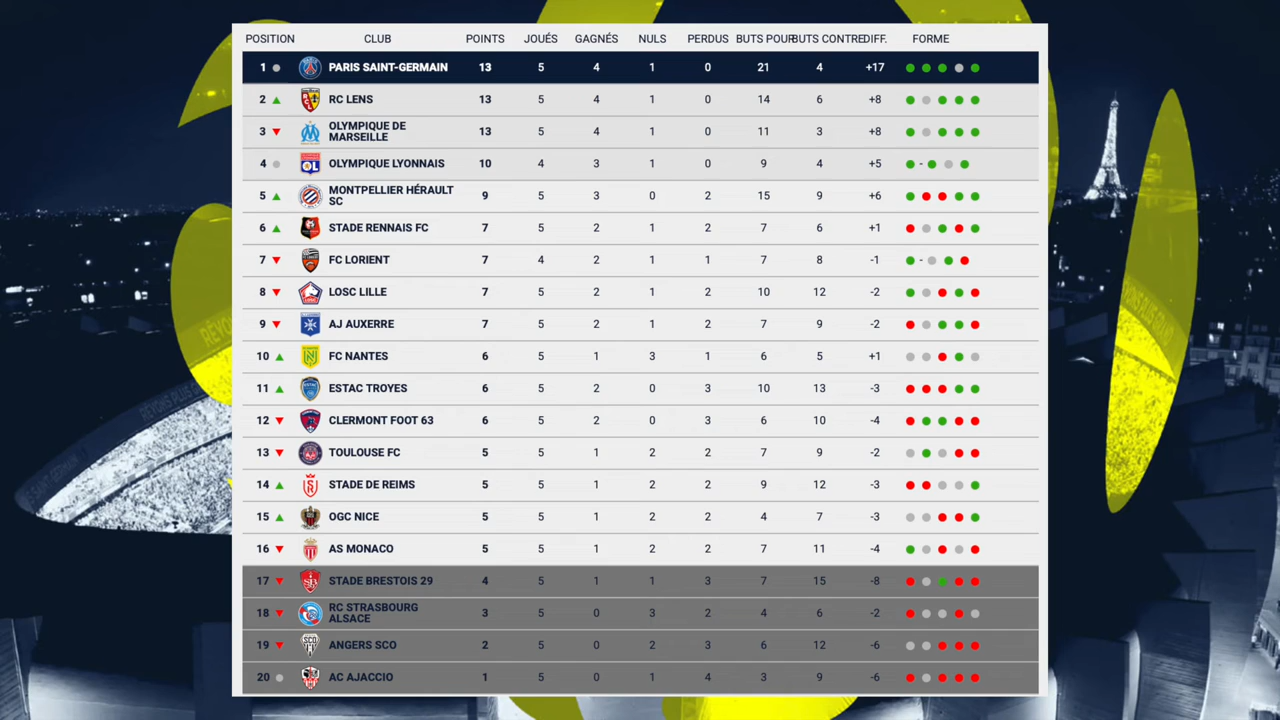 POSITION CLUB POINTS JOUÉS GAGNÉS NULS PERDUS BUTS POUR BUTS CONTRE DIFF. FORME
1 PARIS SAINT-GERMAIN 13 5 4 1 0 21 4 +17
2 RC LENS 13 5 4 1 0 14 6 +8
3 OLYMPIQUE DE MARSEILLE 13 5 4 1 0 11 3 +8
4 OLYMPIQUE LYONNAIS 10 4 3 1 0 9 4 +5 -
5 MONTPELLIER HÉRAULT SC 9 5 3 0 2 15 9 +6
6 STADE RENNAIS FC 7 5 2 1 2 7 6 +1
7 FC LORIENT 7 4 2 1 1 7 8 -1 -
8 LOSC LILLE 7 5 2 1 2 10 12 -2
9 AJ AUXERRE 7 5 2 1 2 7 9 -2
10 FC NANTES 6 5 1 3 1 6 5 +1
11 ESTAC TROYES 6 5 2 0 3 10 13 -3
12 CLERMONT FOOT 63 6 5 2 0 3 6 10 -4
13 TOULOUSE FC 5 5 1 2 2 7 9 -2
14 STADE DE REIMS 5 5 1 2 2 9 12 -3
15 OGC NICE 5 5 1 2 2 4 7 -3
16 AS MONACO 5 5 1 2 2 7 11 -4
17 STADE BRESTOIS 29 4 5 1 1 3 7 15 -8
18 RC STRASBOURG ALSACE 3 5 0 3 2 4 6 -2
19 ANGERS SCO 2 5 0 2 3 6 12 -6
20 AC AJACCIO 1 5 0 1 4 3 9 -6